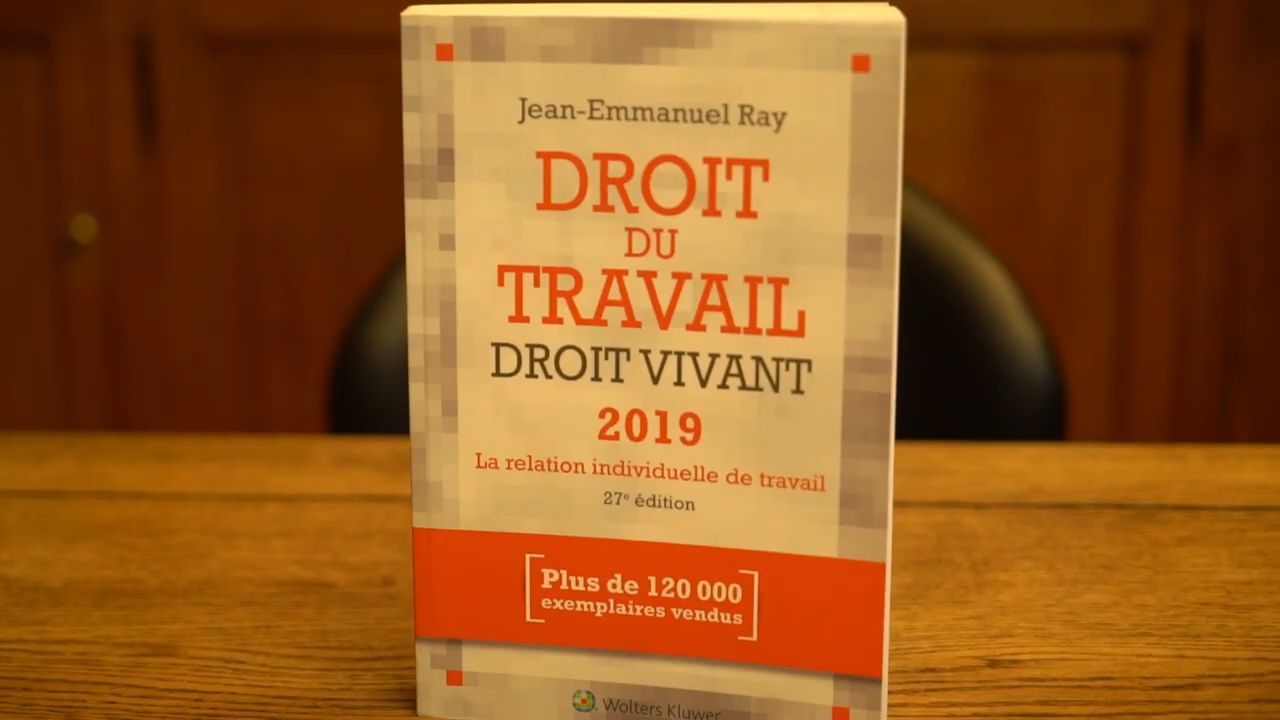 Jean-Emmanuel Ray
DROIT
DU
TRAVAIL
DROIT VIVANT
2019
La relation individuelle de travail
27e édition
Plus de 120 000
exemplaires vendus
Wolters Kluwer